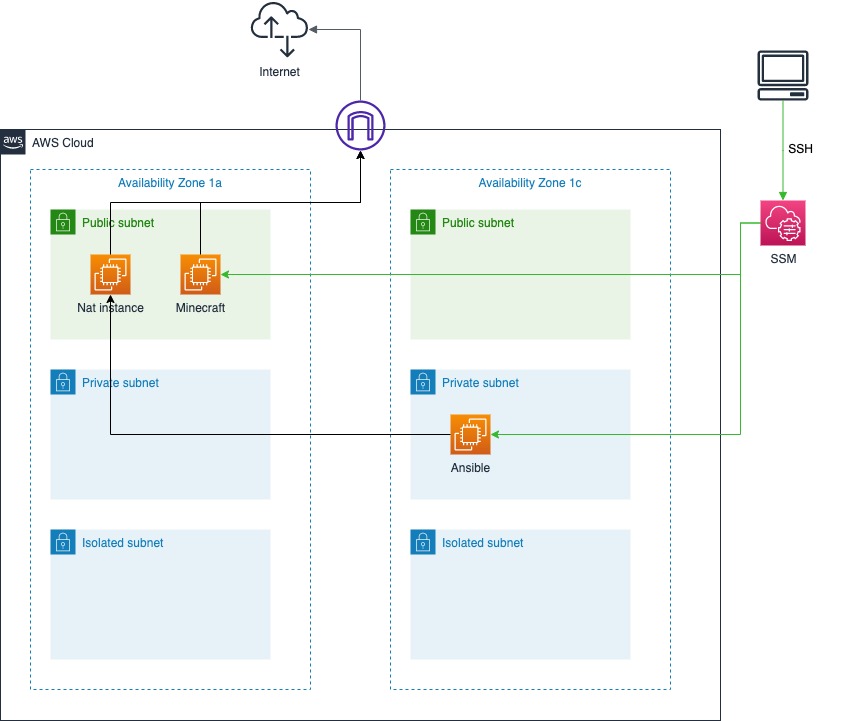 Internet
aws
AWS Cloud
SSH
SSM
Availability Zone 1a
Availability Zone 1c
Public subnet
Public subnet
Nat instance
Minecraft
Private subnet
Private subnet
Ansible
Isolated subnet
Isolated subnet